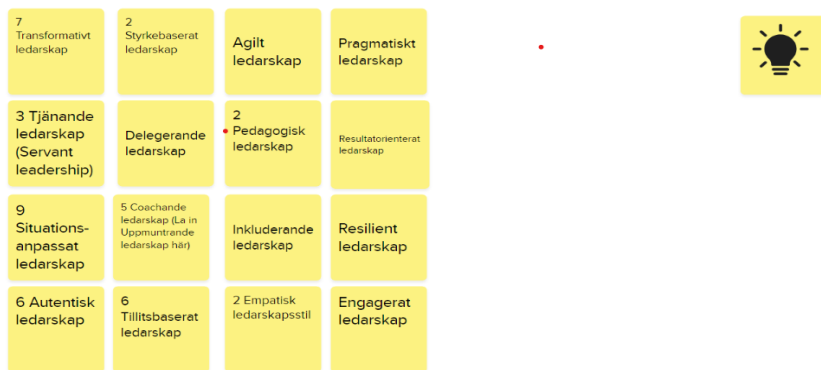 7
Transformativt
ledarskap
2
Styrkebaserat
ledarskap
Agilt
ledarskap
Pragmatiskt
ledarskap
3 Tjänande
ledarskap
(Servant
leadership)
Delegerande
ledarskap
2
Pedagogisk
ledarskap
Resultatorienterat
ledarskap
9
Situations-
anpassat
ledarskap
5 Coachande
ledarskap (La in
Uppmuntrande
ledarskap här)
Inkluderande
ledarskap
Resilient
ledarskap
6 Autentisk
ledarskap
6
Tillitsbaserat
ledarskap
2 Empatisk
ledarskapsstil
Engagerat
ledarskap